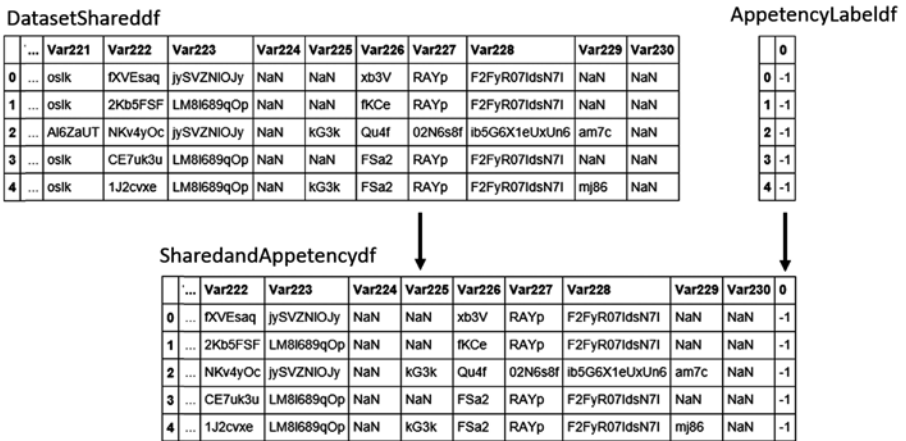 DatasetShareddf
AppetencyLabeldf
... Var221 Var222 Var223 Var224 Var225 Var226 Var227 Var228 Var229 Var230
0 ... oslk fXVEsaq jySVZNlOJy NaN NaN xb3V RAYp F2FyR07IdsN7I NaN NaN
1 ... oslk 2Kb5FSF LM8l689qOp NaN NaN fKCe RAYp F2FyR07IdsN7I NaN NaN
2 ... Al6ZaUT NKv4yOc jySVZNlOJy NaN kG3k Qu4f 02N6s8f ib5G6X1eUxUn6 am7c NaN
3 ... oslk CE7uk3u LM8l689qOp NaN NaN FSa2 RAYp F2FyR07IdsN7I NaN NaN
4 ... oslk 1J2cvxe LM8l689qOp NaN kG3k FSa2 RAYp F2FyR07IdsN7I mj86 NaN
0
0 -1
1 -1
2 -1
3 -1
4 -1
SharedandAppetencydf
... Var222 Var223 Var224 Var225 Var226 Var227 Var228 Var229 Var230 0
0 ... fXVEsaq jySVZNlOJy NaN NaN xb3V RAYp F2FyR07IdsN7I NaN NaN -1
1 ... 2Kb5FSF LM8l689qOp NaN NaN fKCe RAYp F2FyR07IdsN7I NaN NaN -1
2 ... NKv4yOc jySVZNlOJy NaN kG3k Qu4f 02N6s8f ib5G6X1eUxUn6 am7c NaN -1
3 ... CE7uk3u LM8l689qOp NaN NaN FSa2 RAYp F2FyR07IdsN7I NaN NaN -1
4 ... 1J2cvxe LM8l689qOp NaN kG3k FSa2 RAYp F2FyR07IdsN7I mj86 NaN -1